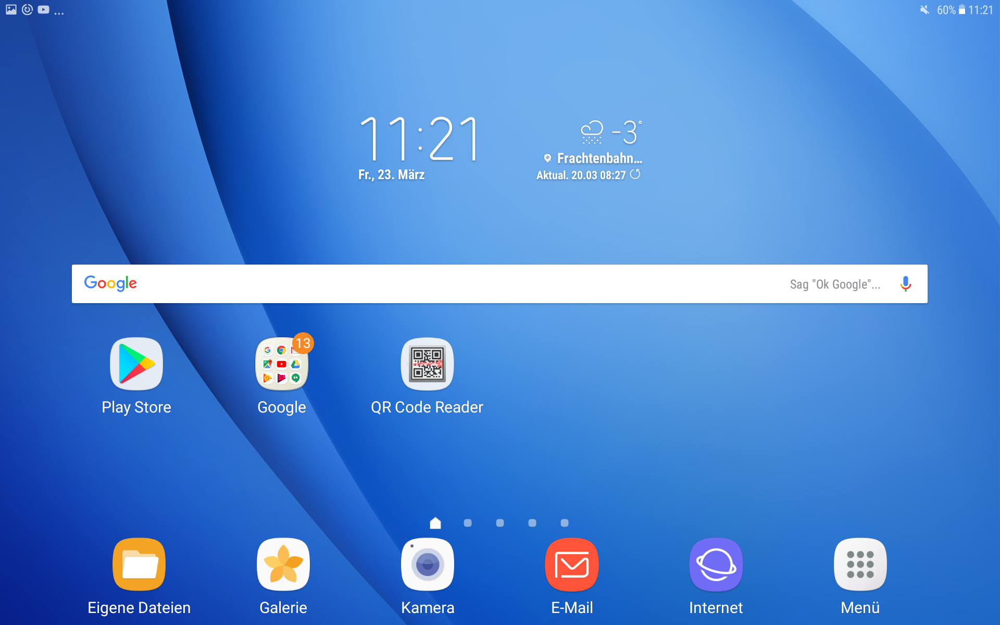 ...
60% 11:21
11:21
-3°
Fr., 23. März
Frachtenbahn...
Aktual. 20.03 08:27
Google
Sag "Ok Google"...
13
Play Store
Google
QR Code Reader
Eigene Dateien
Galerie
Kamera
E-Mail
Internet
Menü